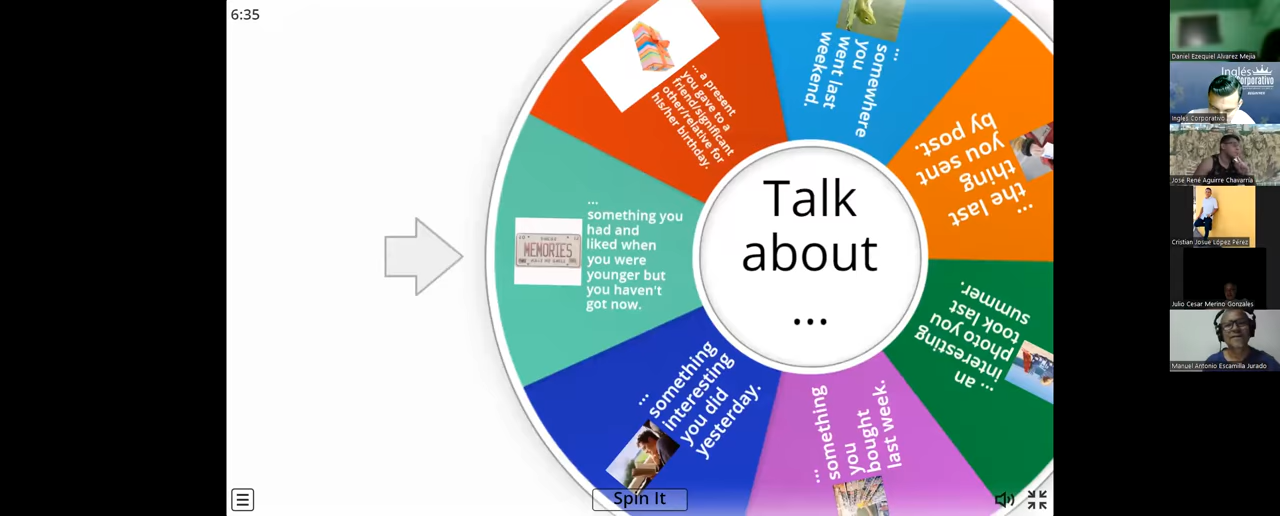 6:35
Talk
about
...
... a present
you gave to a
friend/significant
other/relative for
his/her birthday.
...
somewhere
you
went last
weekend.
... the last
thing
you sent
by post.
... an
interesting
photo you
took last
summer.
...
something
you
bought
last week.
...
something
interesting
you did
yesterday.
...
something you
had and
liked when
you were
younger but
you haven't
got now.
MEMORIES
Spin It
Daniel Ezequiel Alvarez Mejia
Inglés
Corporativo
Inglés Corporativo
José René Aguirre Chavarría
Cristian Josue López Pérez
Julio Cesar Merino Gonzales
Manuel Antonio Escamilla Jurado